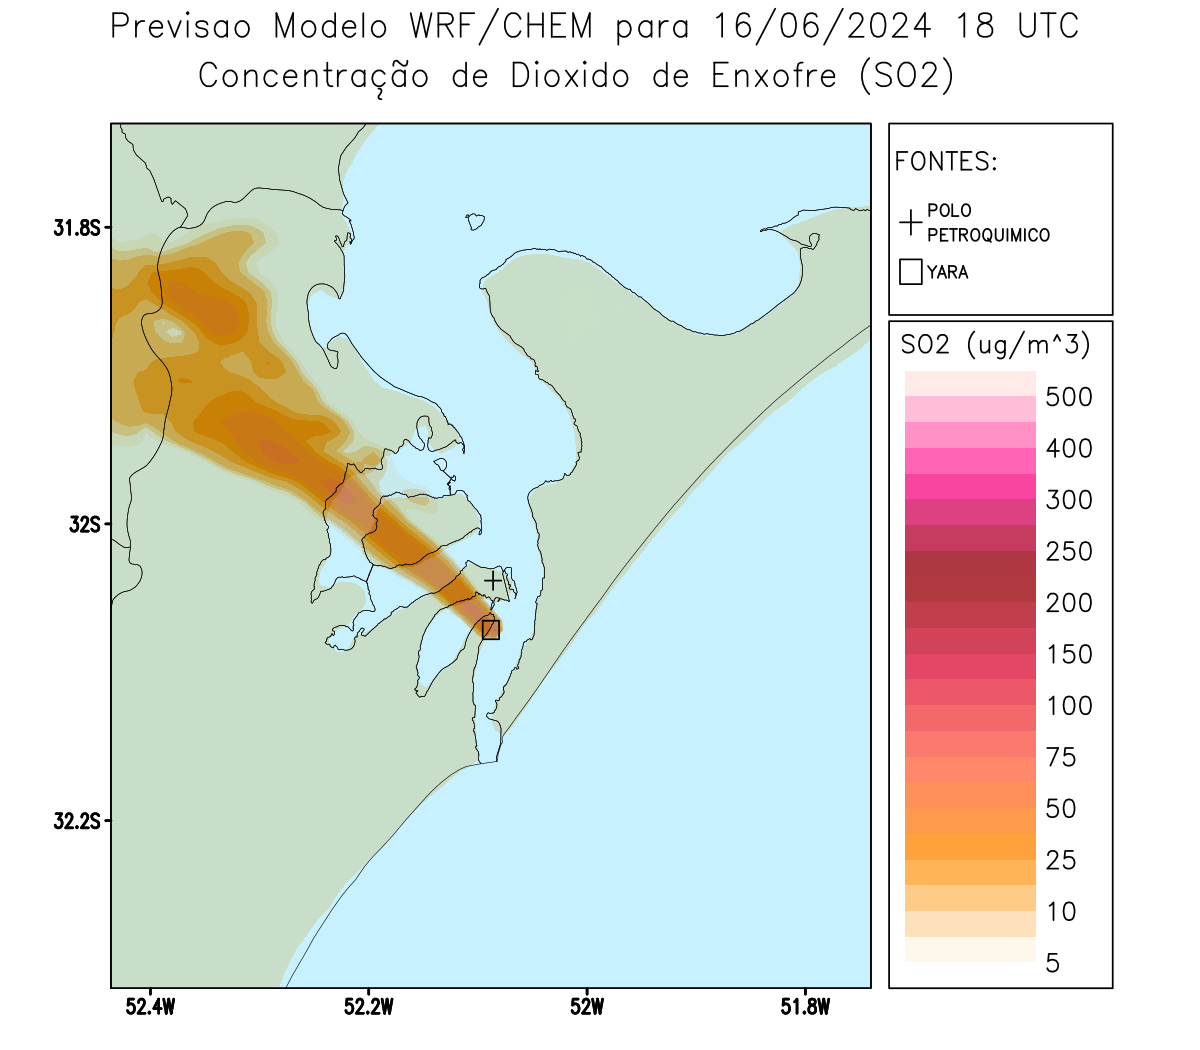 Previsao Modelo WRF/CHEM para 16/06/2024 18 UTC
Concentração de Dioxido de Enxofre (SO2)
FONTES:
POLO
PETROQUIMICO
YARA
SO2 (ug/m^3)
500
400
300
250
200
150
100
75
50
25
10
5
31.8S
32S
32.2S
52.4W
52.2W
52W
51.8W